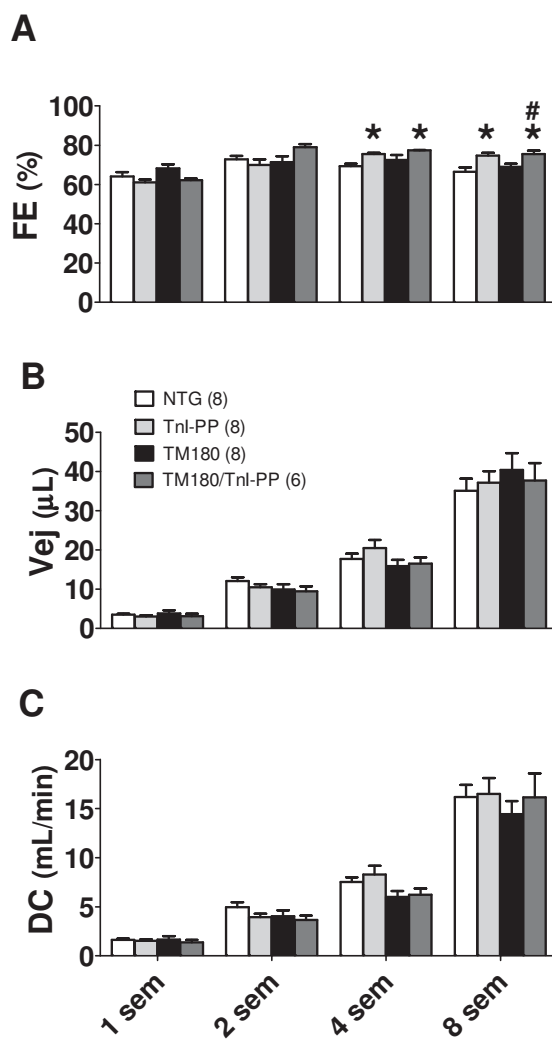 A
FE (%)
100
80
60
40
20
0
* * * #
*
B
NTG (8)
TnI-PP (8)
TM180 (8)
TM180/TnI-PP (6)
Vej (µL)
50
40
30
20
10
0
C
DC (mL/min)
20
15
10
5
0
1 sem 2 sem 4 sem 8 sem